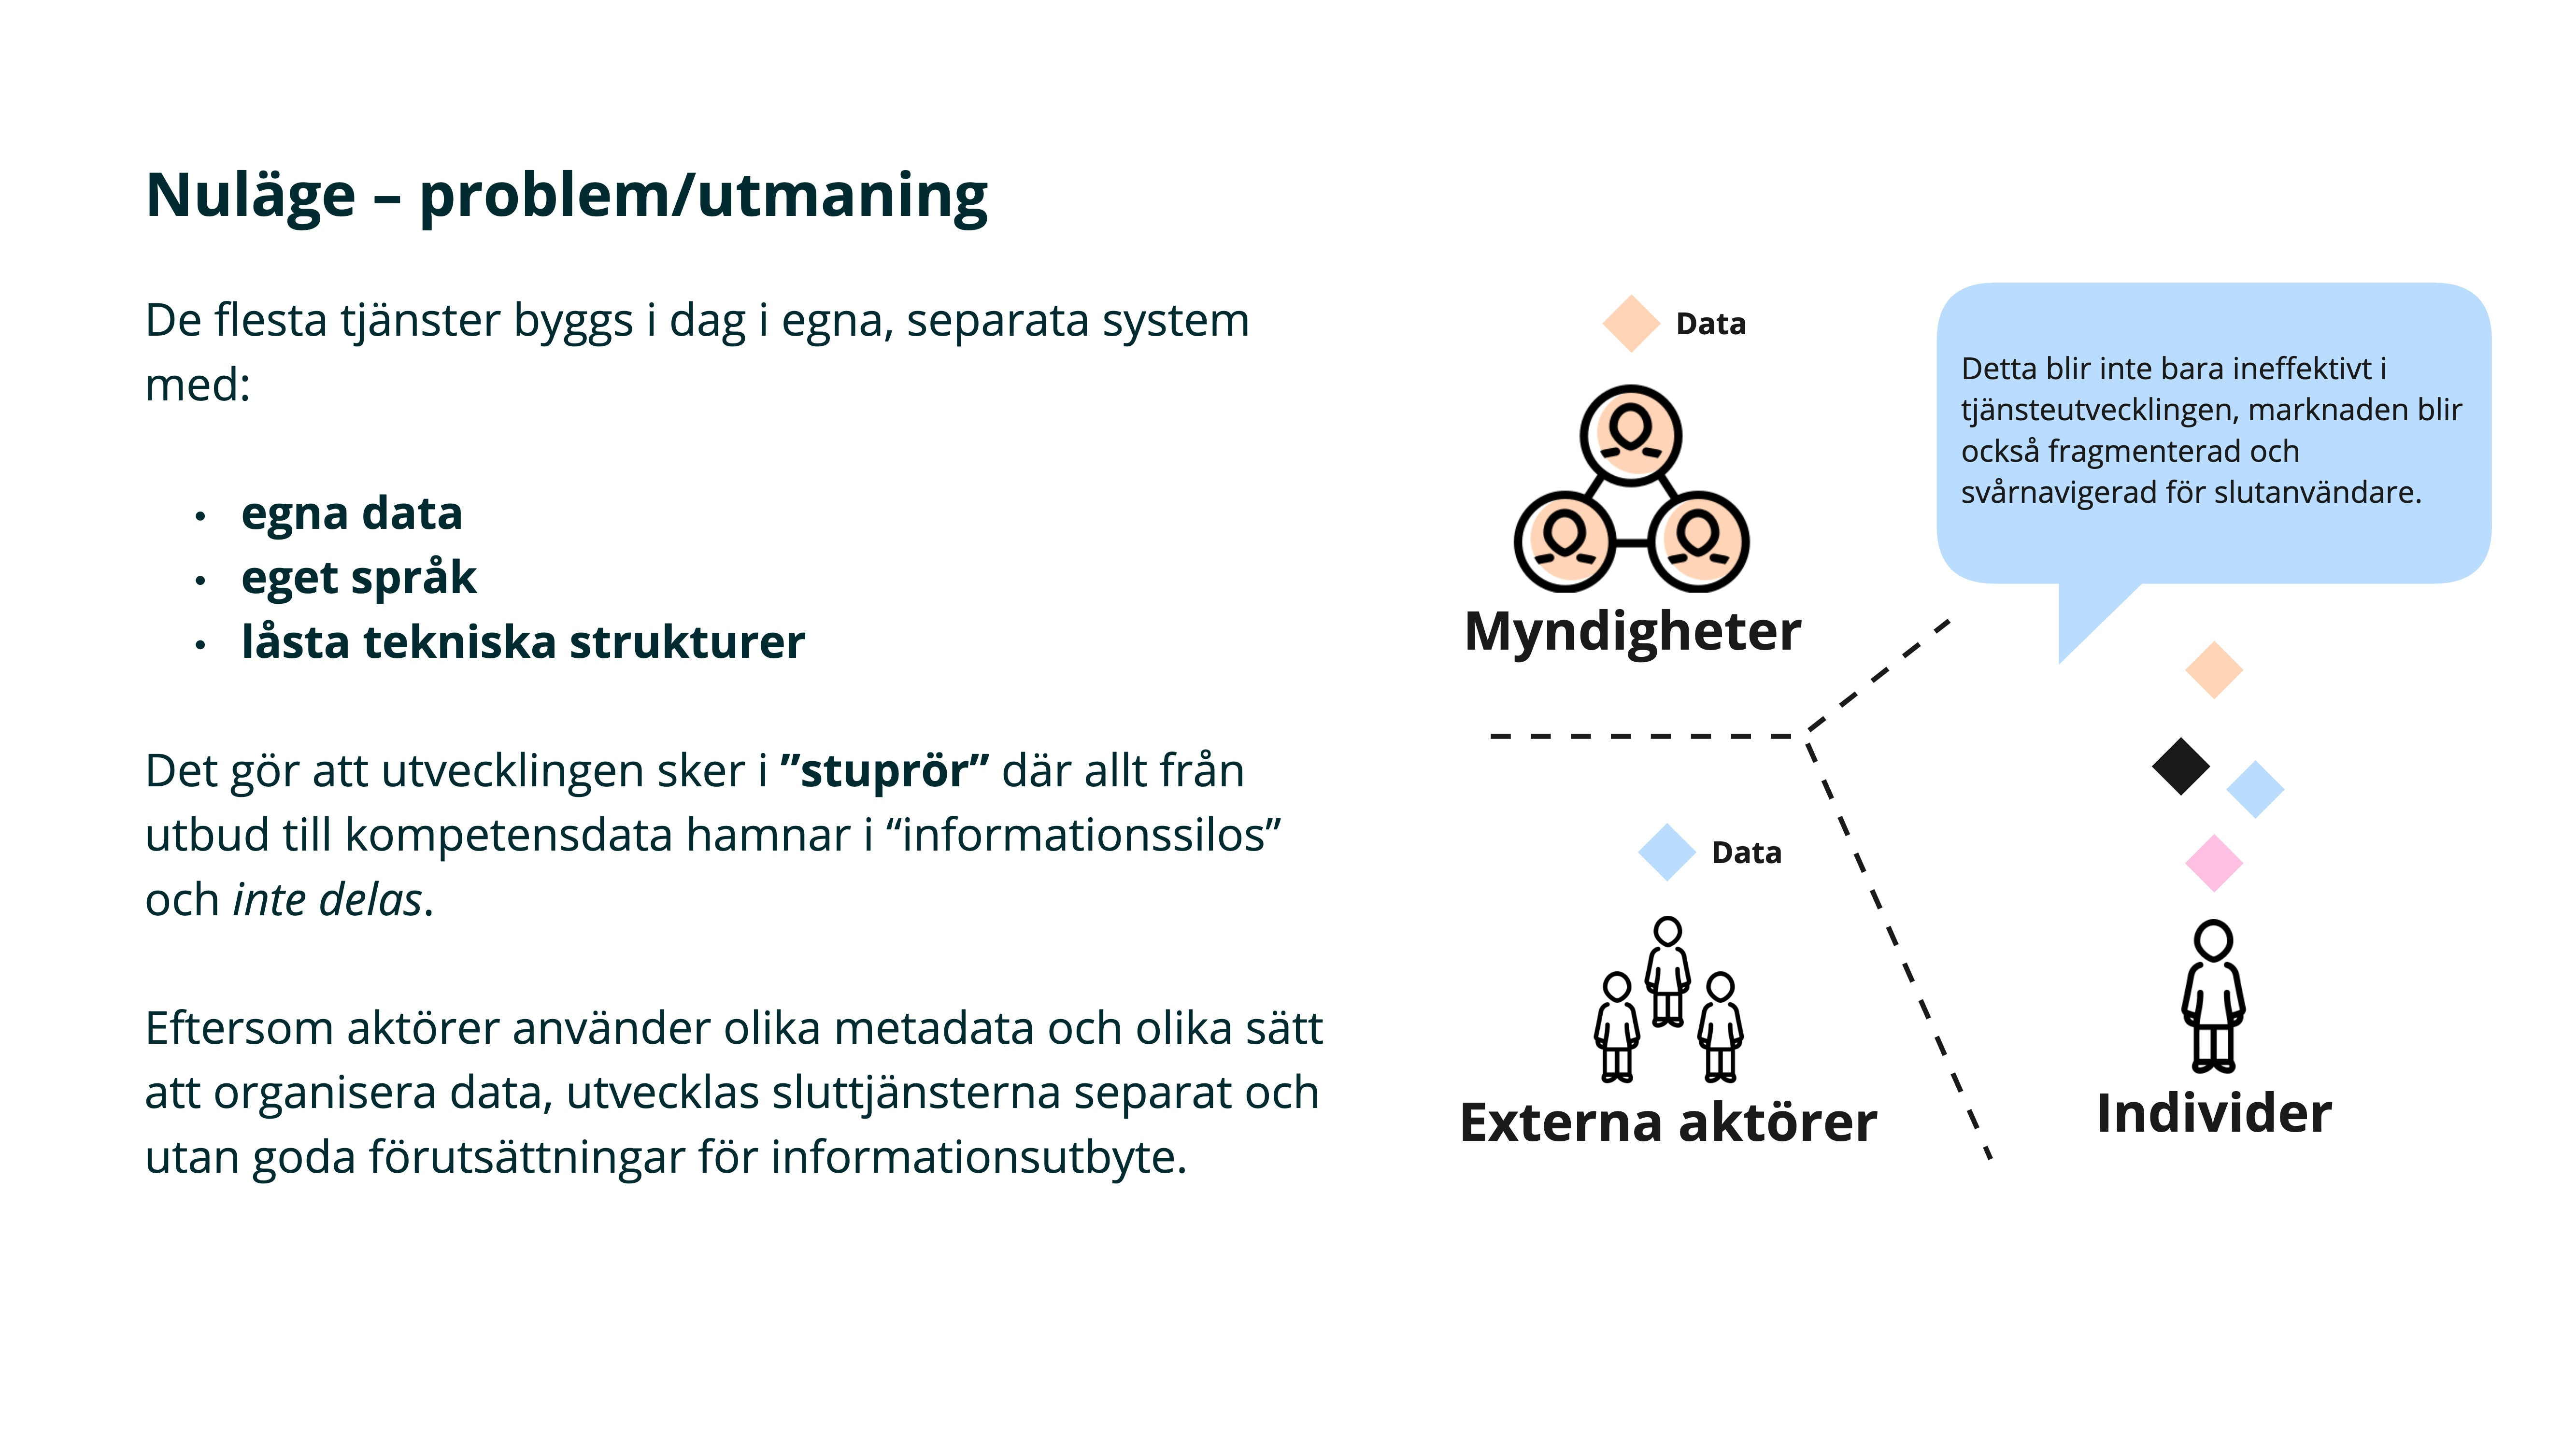 Nuläge – problem/utmaning
De flesta tjänster byggs i dag i egna, separata system
med:
• egna data
• eget språk
• låsta tekniska strukturer
Det gör att utvecklingen sker i ”stuprör” där allt från
utbud till kompetensdata hamnar i “informationssilos”
och inte delas.
Eftersom aktörer använder olika metadata och olika sätt
att organisera data, utvecklas sluttjänsterna separat och
utan goda förutsättningar för informationsutbyte.
Data
Myndigheter
Detta blir inte bara ineffektivt i
tjänsteutvecklingen, marknaden blir
också fragmenterad och
svårnavigerad för slutanvändare.
Data
Externa aktörer
Individer